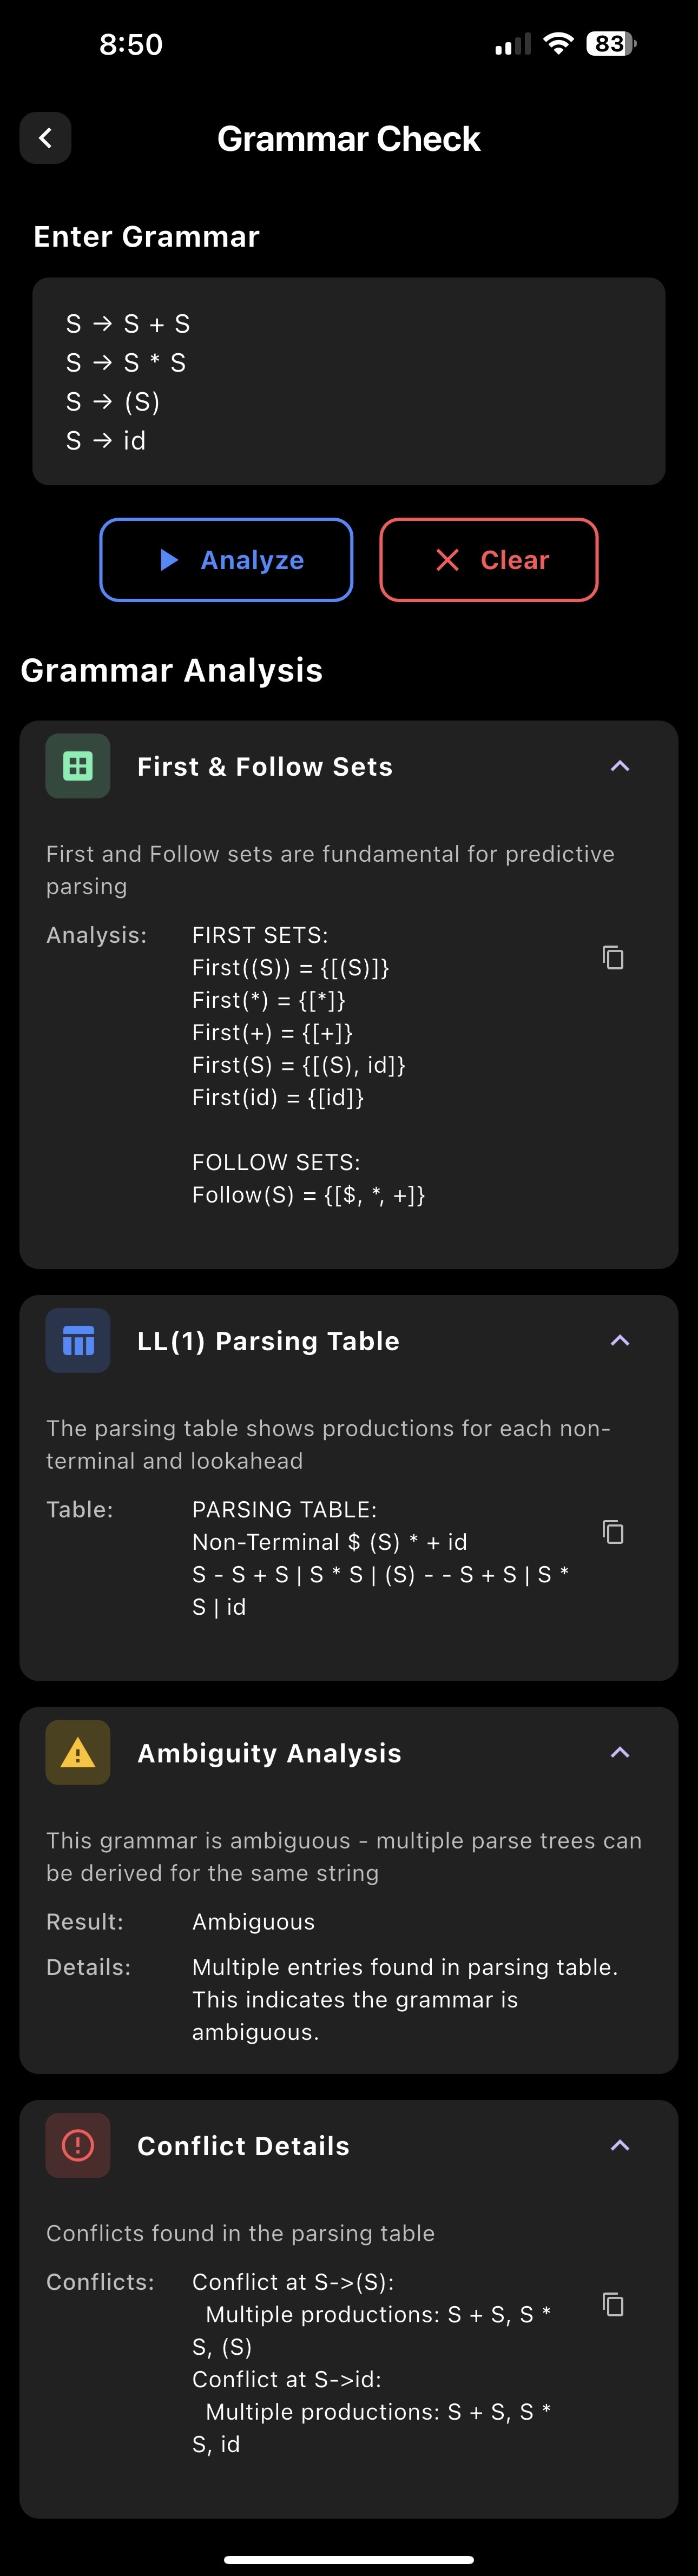 8:50
83
Grammar Check
Enter Grammar
S → S + S
S → S * S
S → (S)
S → id
Analyze
Clear
Grammar Analysis
First & Follow Sets
First and Follow sets are fundamental for predictive
parsing
Analysis:
FIRST SETS:
First((S)) = {[(S)]}
First(*) = {[*]}
First(+) = {[+]}
First(S) = {[(S), id]}
First(id) = {[id]}
FOLLOW SETS:
Follow(S) = {[$, *, +]}
LL(1) Parsing Table
The parsing table shows productions for each non-
terminal and lookahead
Table:
PARSING TABLE:
Non-Terminal $ (S) * + id
S - S + S | S * S | (S) - - S + S | S *
S | id
Ambiguity Analysis
This grammar is ambiguous - multiple parse trees can
be derived for the same string
Result:
Ambiguous
Details:
Multiple entries found in parsing table.
This indicates the grammar is
ambiguous.
Conflict Details
Conflicts found in the parsing table
Conflicts:
Conflict at S->(S):
Multiple productions: S + S, S *
S, (S)
Conflict at S->id:
Multiple productions: S + S, S *
S, id